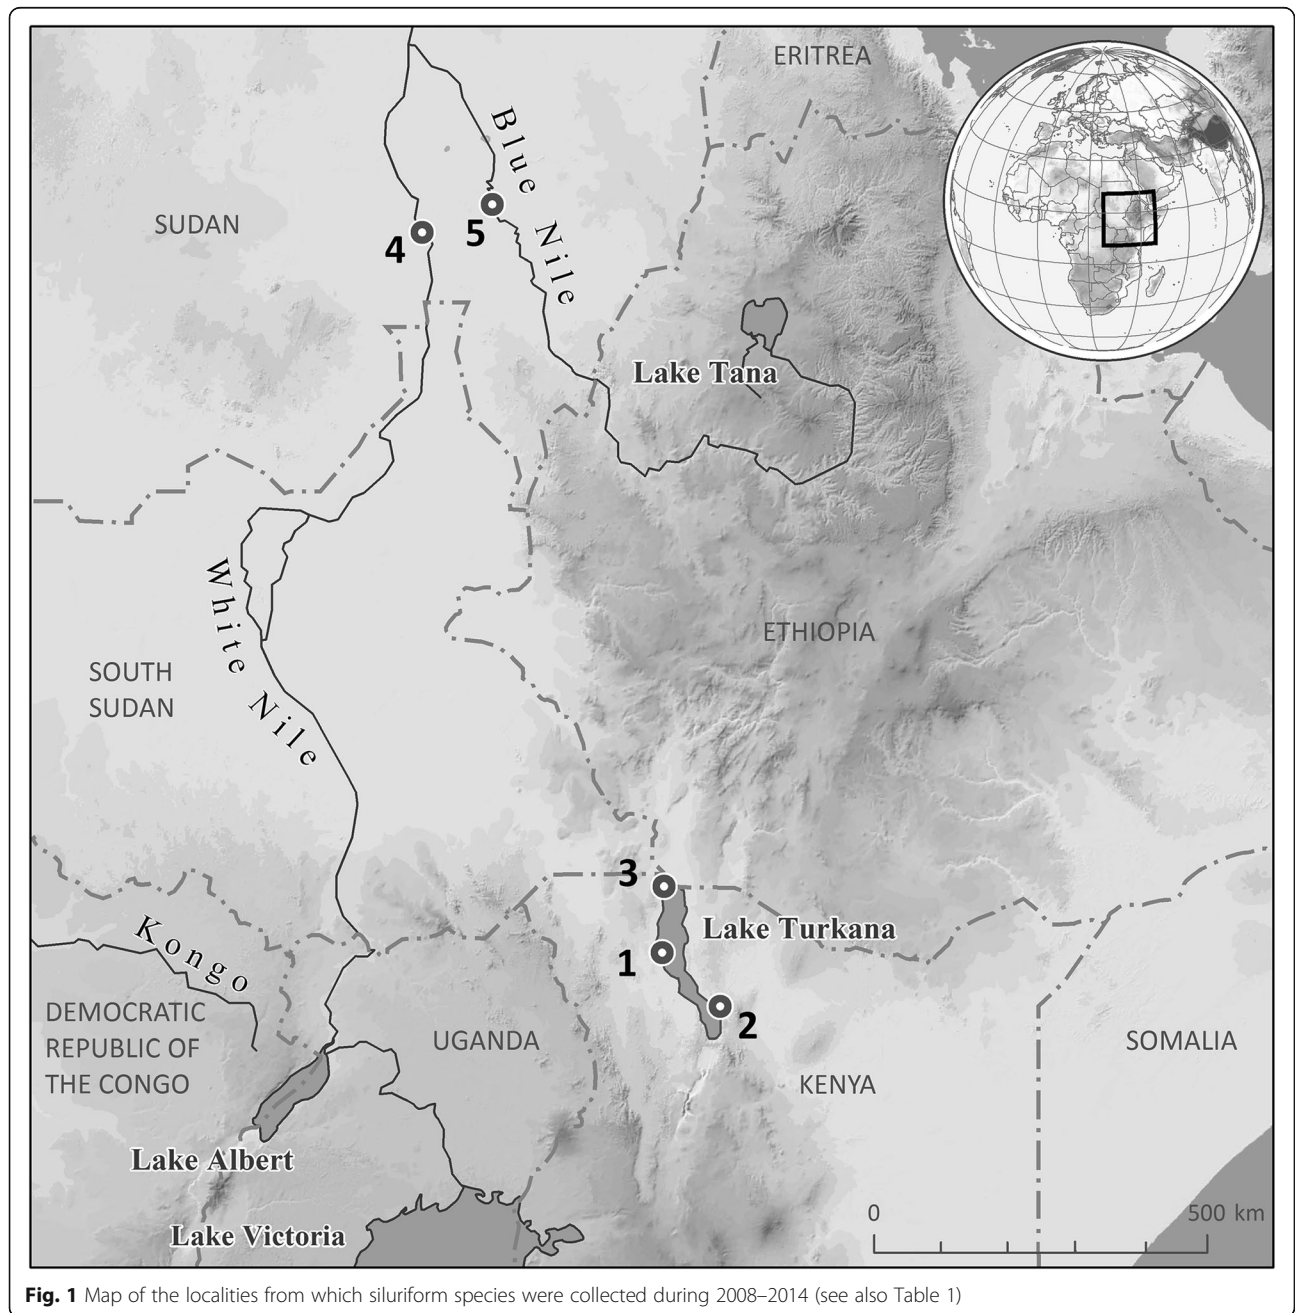 ERITREA
Blue Nile
SUDAN
5
4
Lake Tana
White Nile
ETHIOPIA
SOUTH
SUDAN
3
Lake Turkana
Kongo
1
DEMOCRATIC
REPUBLIC OF
THE CONGO
2
UGANDA
SOMALIA
KENYA
Lake Albert
0 500 km
Lake Victoria
Fig. 1 Map of the localities from which siluriform species were collected during 2008–2014 (see also Table 1)